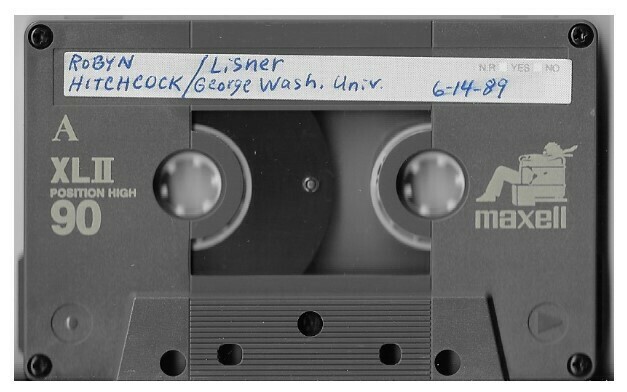 ROBYN / Lisner
HITCHCOCK / George Wash. Univ. 6-14-89
N.R YES NO
A
XLII
POSITION HIGH
90
maxell